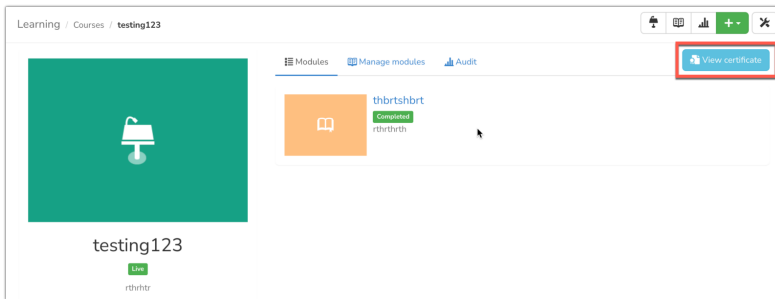 Learning / Courses / testing123
Modules
Manage modules
Audit
View certificate
thbrtshbrt
Completed
rthrthrth
testing123
Live
rthrhtr